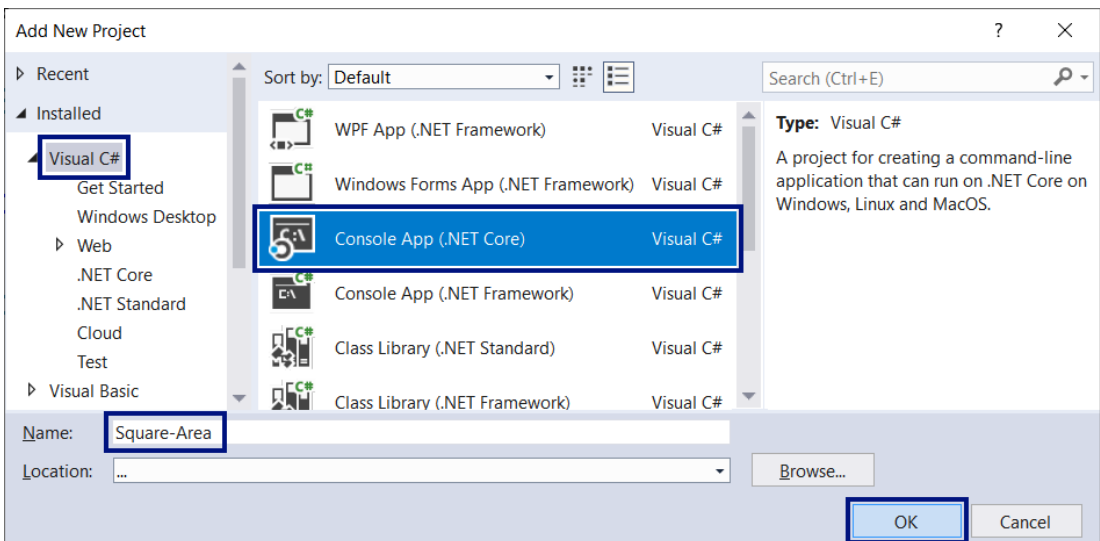 Add New Project
?
Recent
Installed
Visual C#
Get Started
Windows Desktop
Web
.NET Core
.NET Standard
Cloud
Test
Visual Basic
Sort by: Default
C# WPF App (.NET Framework) Visual C#
C# Windows Forms App (.NET Framework) Visual C#
C:\ Console App (.NET Core) Visual C#
C# C:\ Console App (.NET Framework) Visual C#
C# Class Library (.NET Standard) Visual C#
C# Class Library (.NET Framework) Visual C#
Search (Ctrl+E)
Type: Visual C#
A project for creating a command-line
application that can run on .NET Core on
Windows, Linux and MacOS.
Name: Square-Area
Location: ...
Browse...
OK Cancel